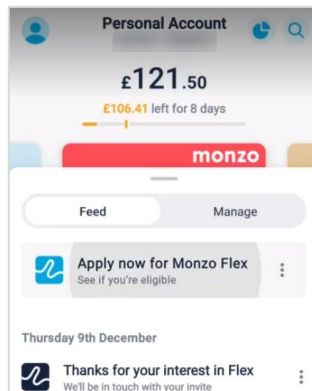 Personal Account
£121.50
£106.41 left for 8 days
monzo
Feed
Manage
Apply now for Monzo Flex
See if you're eligible
Thursday 9th December
Thanks for your interest in Flex
We'll be in touch with your invite